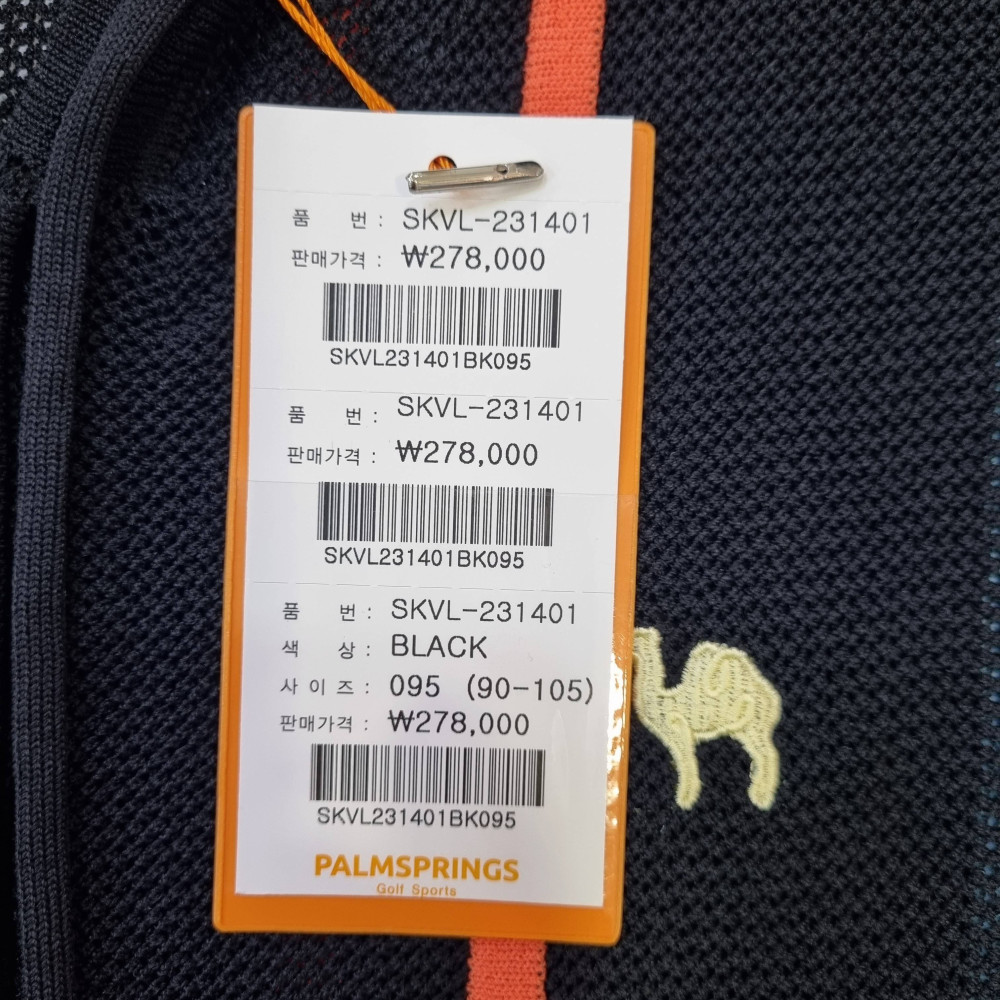 품 번 : SKVL-231401
판매가격 : ₩278,000
SKVL231401BK095
품 번 : SKVL-231401
판매가격 : ₩278,000
SKVL231401BK095
품 번 : SKVL-231401
색 상 : BLACK
사 이 즈 : 095 (90-105)
판매가격 : ₩278,000
SKVL231401BK095
PALMSPRINGS
Golf Sports